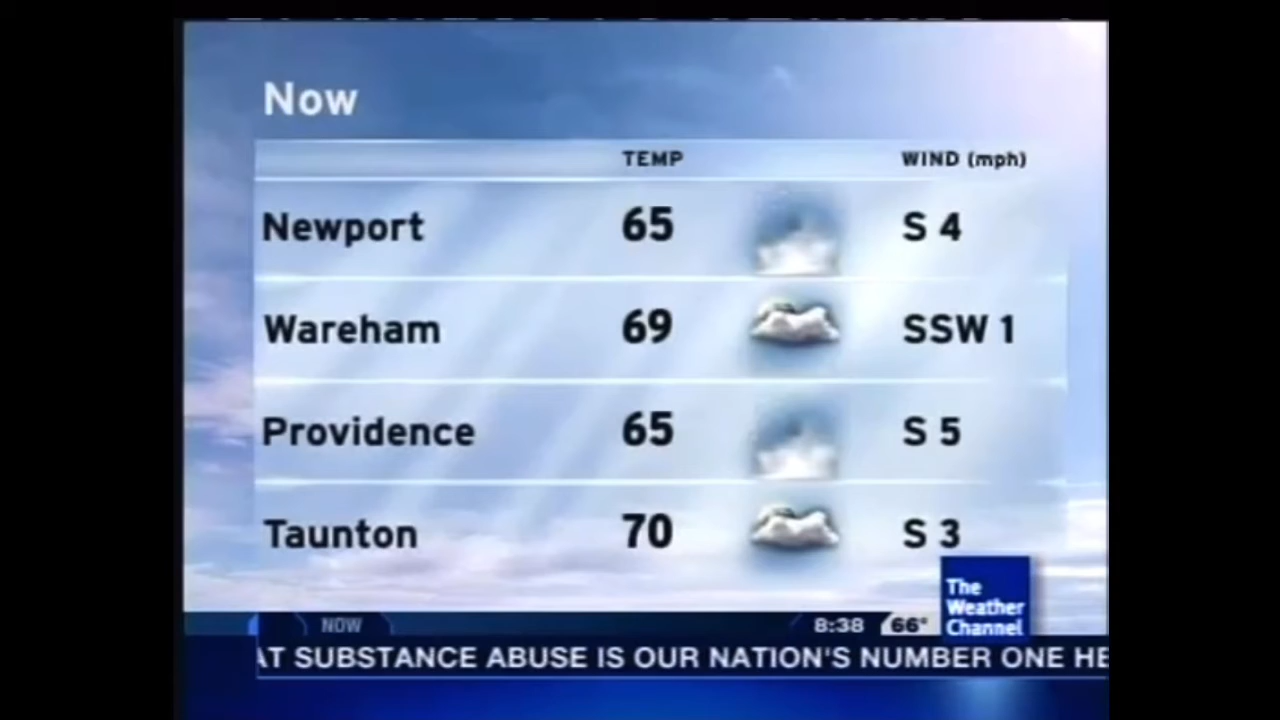 Now
TEMP WIND (mph)
Newport 65 S 4
Wareham 69 SSW 1
Providence 65 S 5
Taunton 70 S 3
The
Weather
Channel
NOW 8:38 66°
AT SUBSTANCE ABUSE IS OUR NATION'S NUMBER ONE HE